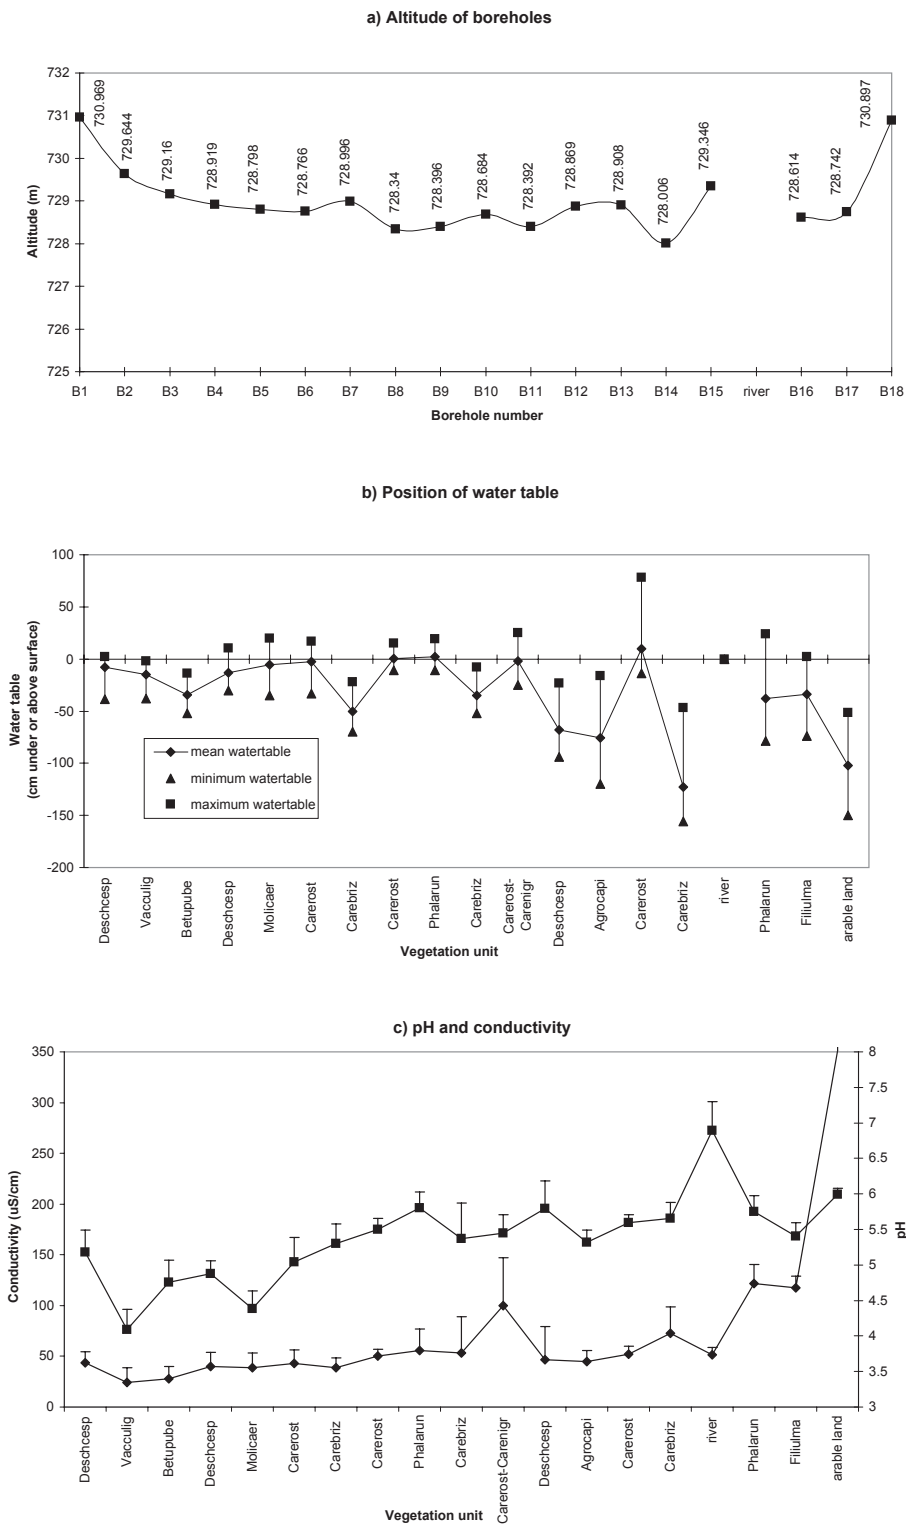 a) Altitude of boreholes
732
731
730
729
728
727
726
725
Altitude (m)
730.969
729.644
729.16
728.919
728.798
728.766
728.996
728.34
728.396
728.684
728.392
728.869
728.908
728.006
729.346
728.614
728.742
730.897
B1 B2 B3 B4 B5 B6 B7 B8 B9 B10 B11 B12 B13 B14 B15 river B16 B17 B18
Borehole number
b) Position of water table
100
50
0
-50
-100
-150
-200
Water table
(cm under or above surface)
mean watertable
minimum watertable
maximum watertable
Deschcesp
Vacculig
Betupube
Deschcesp
Molicaer
Carerost
Carebriz
Carerost
Phalarun
Carebriz
Carerost-
Carenigr
Deschcesp
Agrocapi
Carerost
Carebriz
river
Phalarun
Filiulma
arable land
Vegetation unit
c) pH and conductivity
350
300
250
200
150
100
50
0
Conductivity (uS/cm)
8
7.5
7
6.5
6
5.5
5
4.5
4
3.5
3
pH
Deschcesp
Vacculig
Betupube
Deschcesp
Molicaer
Carerost
Carebriz
Carerost
Phalarun
Carebriz
Carerost-Carenigr
Deschcesp
Agrocapi
Carerost
Carebriz
river
Phalarun
Filiulma
arable land
Vegetation unit